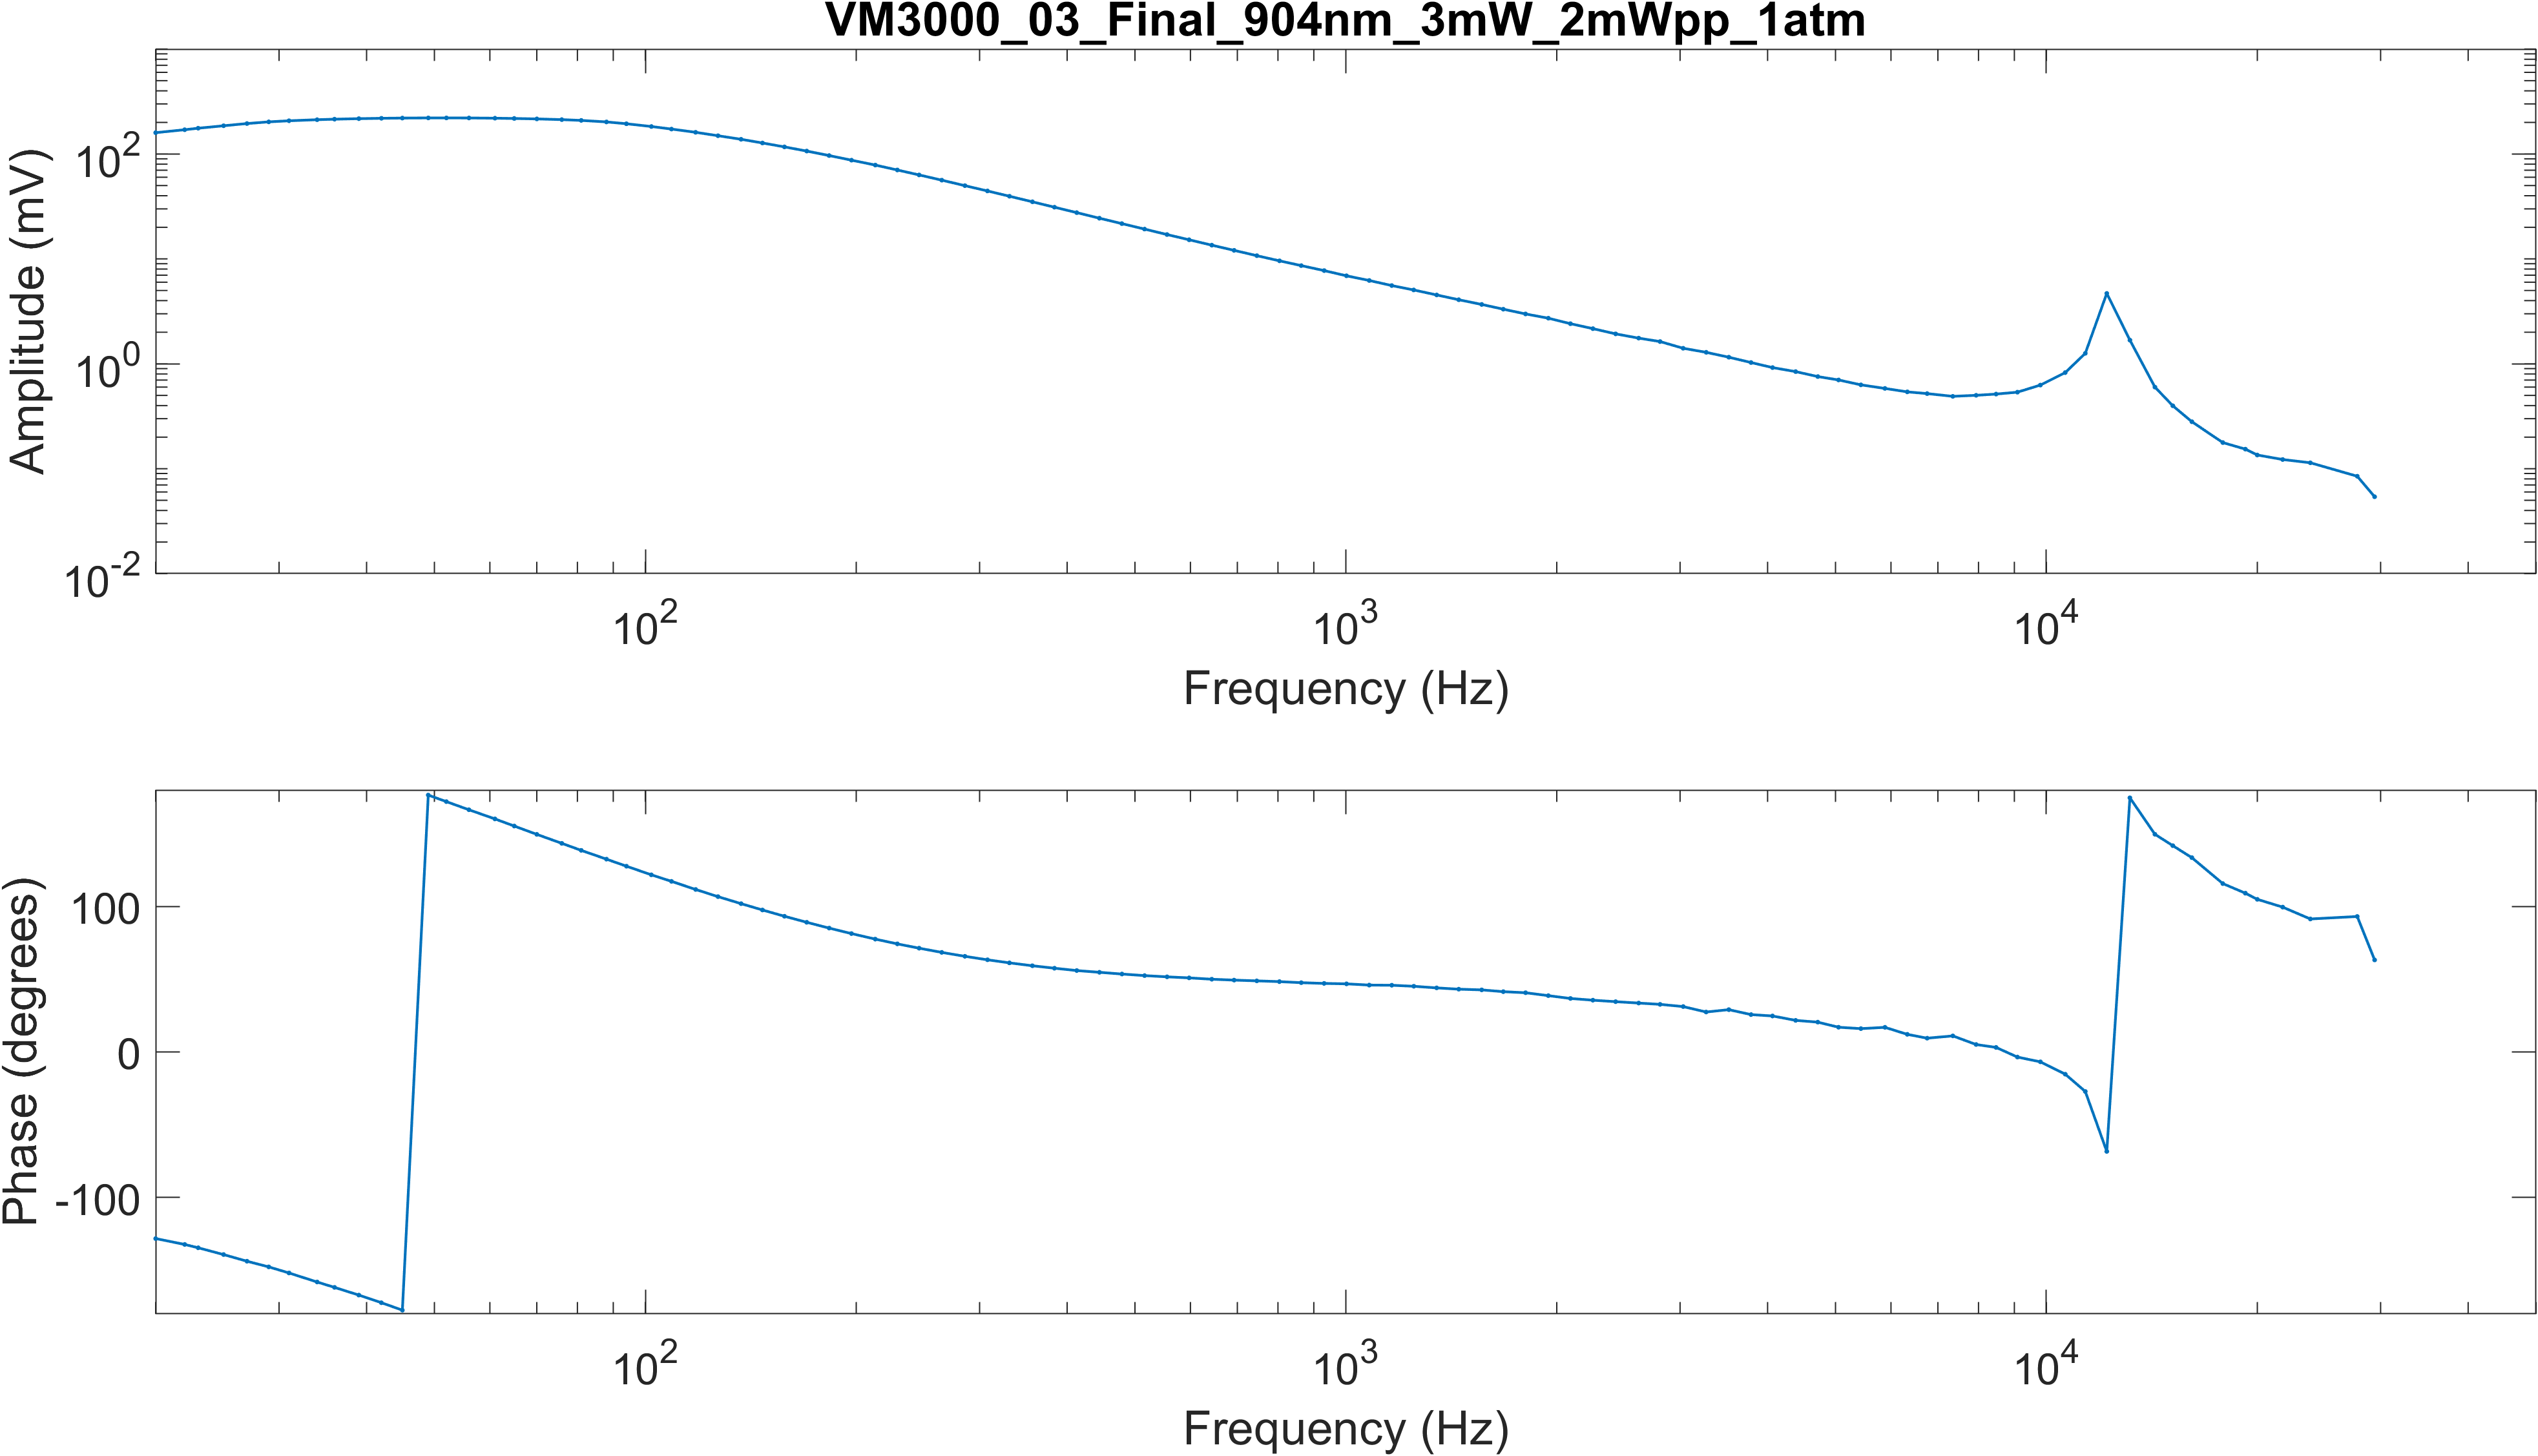 VM3000_03_Final_904nm_3mW_2mWpp_1atm
Amplitude (mV)
10^2
10^0
10^-2
10^2 10^3 10^4
Frequency (Hz)
Phase (degrees)
100
0
-100
10^2 10^3 10^4
Frequency (Hz)